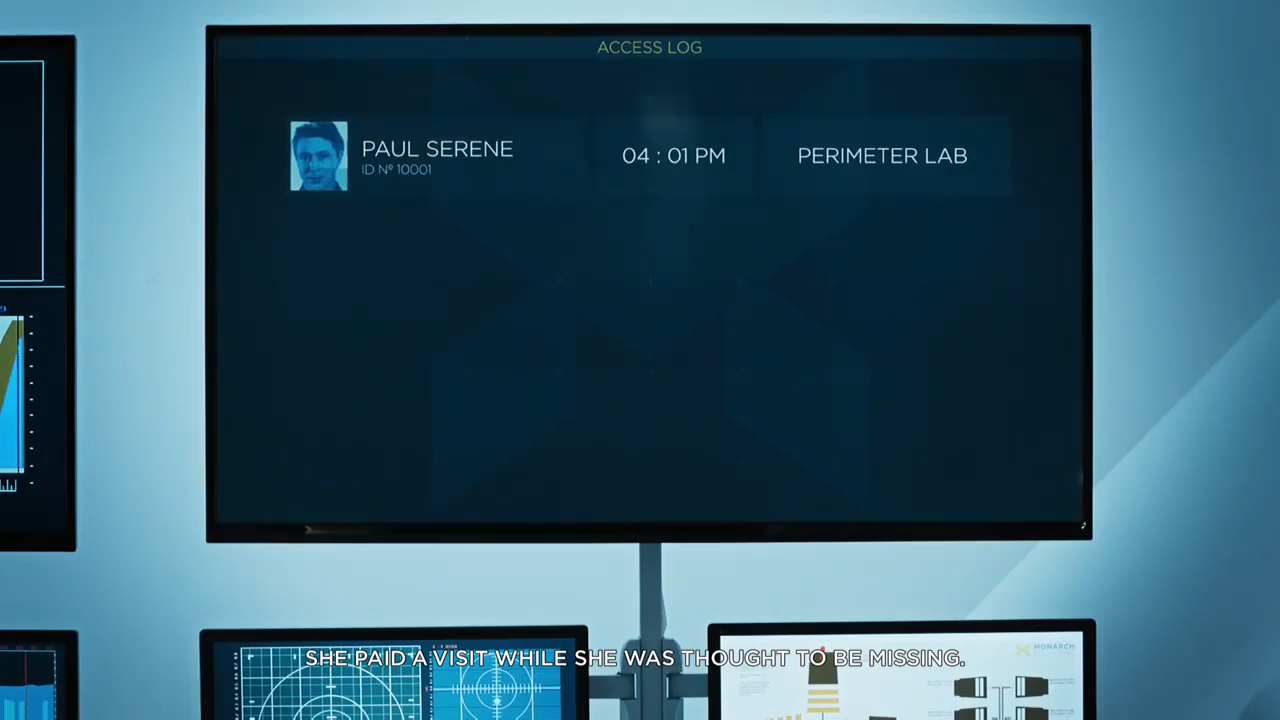 ACCESS LOG
PAUL SERENE
ID Nº 10001
04 : 01 PM
PERIMETER LAB
MONARCH
SHE PAID A VISIT WHILE SHE WAS THOUGHT TO BE MISSING.